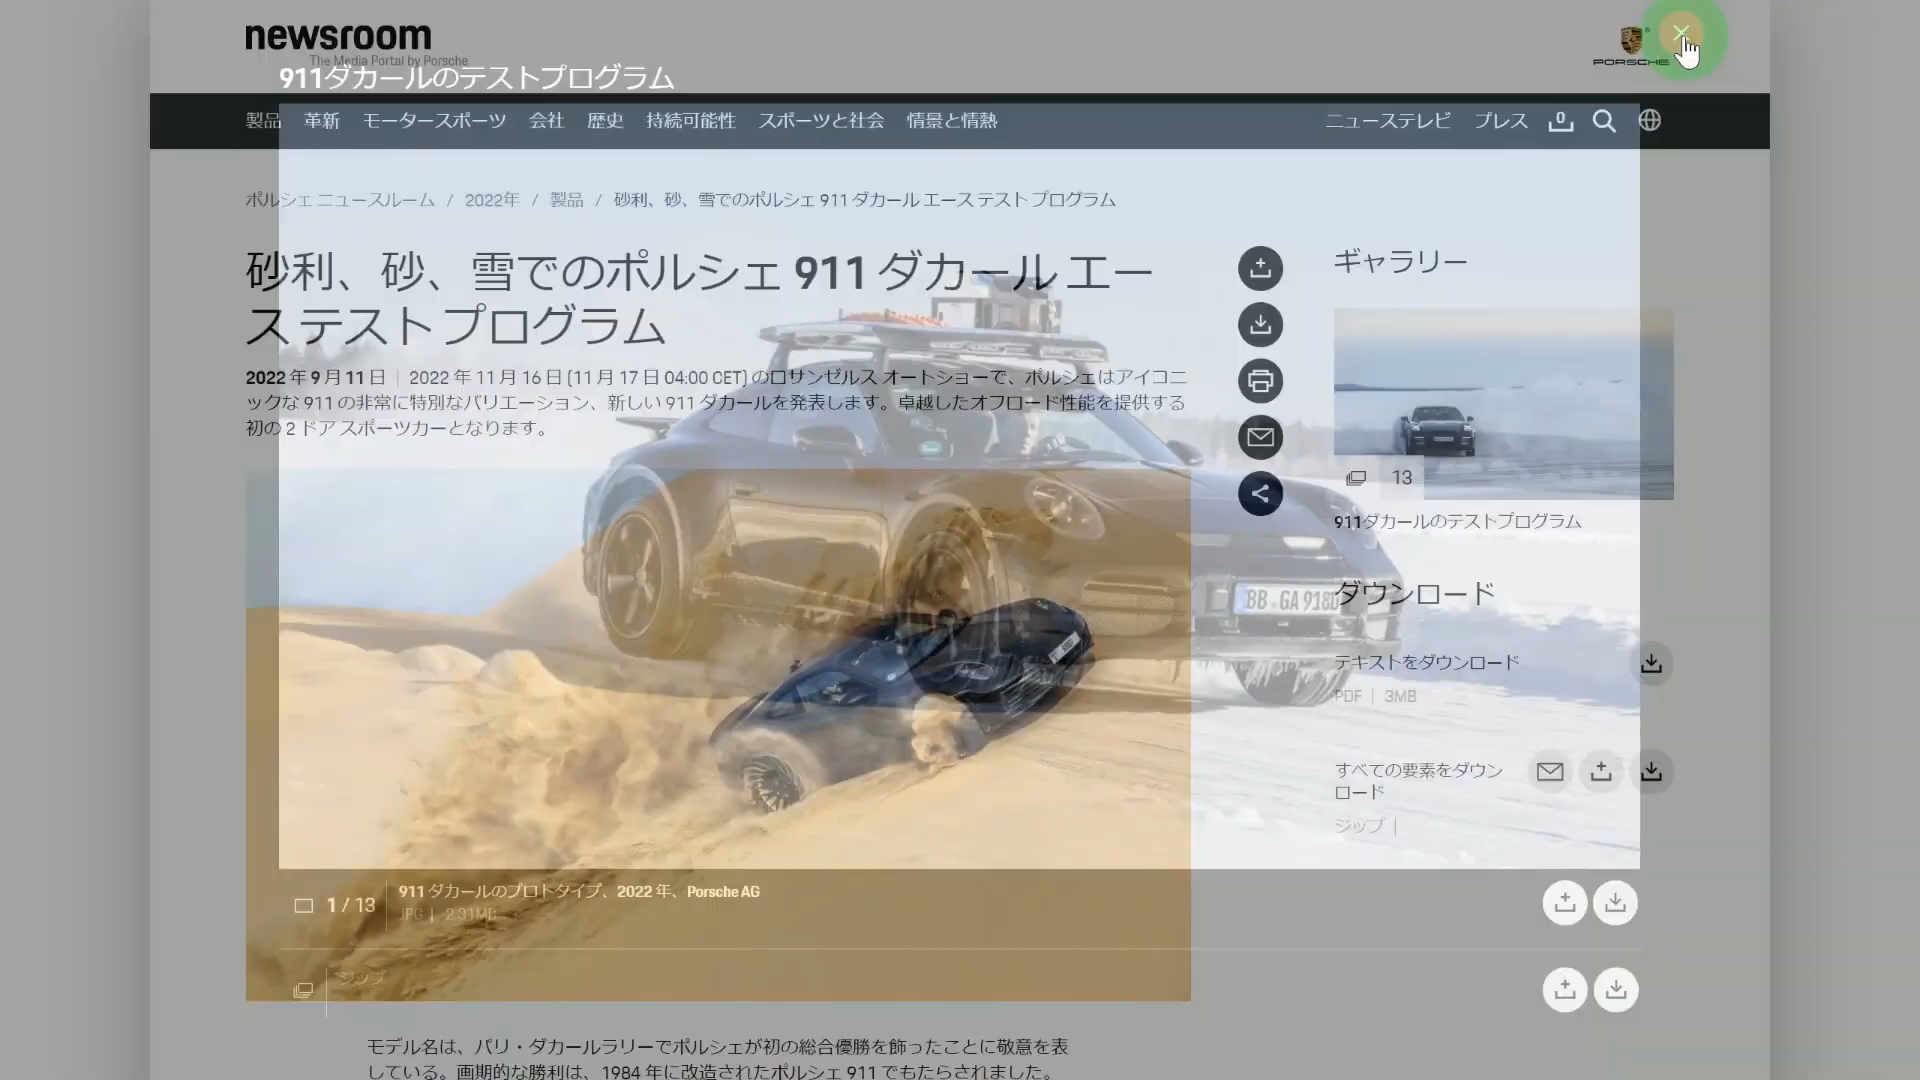 newsroom
The Media Portal by Porsche
911ダカールのテストプログラム
PORSCHE
製品 革新 モータースポーツ 会社 歴史 持続可能性 スポーツと社会 情景と情熱 ニューステレビ プレス 0
ポルシェ ニュースルーム / 2022年 / 製品 / 砂利、砂、雪でのポルシェ 911 ダカール エース テスト プログラム
砂利、砂、雪でのポルシェ 911 ダカール エー
ス テスト プログラム
2022 年 9 月 11 日 | 2022 年 11 月 16 日 (11 月 17 日 04:00 CET) のロサンゼルス オートショーで、ポルシェはアイコニ
ックな 911 の非常に特別なバリエーション、新しい 911 ダカールを発表します。卓越したオフロード性能を提供する
初の 2 ドア スポーツカーとなります。
ギャラリー
13
911ダカールのテストプログラム
ダウンロード
BB GA 918D
テキストをダウンロード
PDF | 3MB
すべての要素をダウン
ロード
ジップ |
1 / 13
911 ダカールのプロトタイプ、2022 年、Porsche AG
JPG | 2.31MB
ジップ
モデル名は、パリ・ダカールラリーでポルシェが初の総合優勝を飾ったことに敬意を表
している。画期的な勝利は、1984 年に改造されたポルシェ 911 でもたらされました。